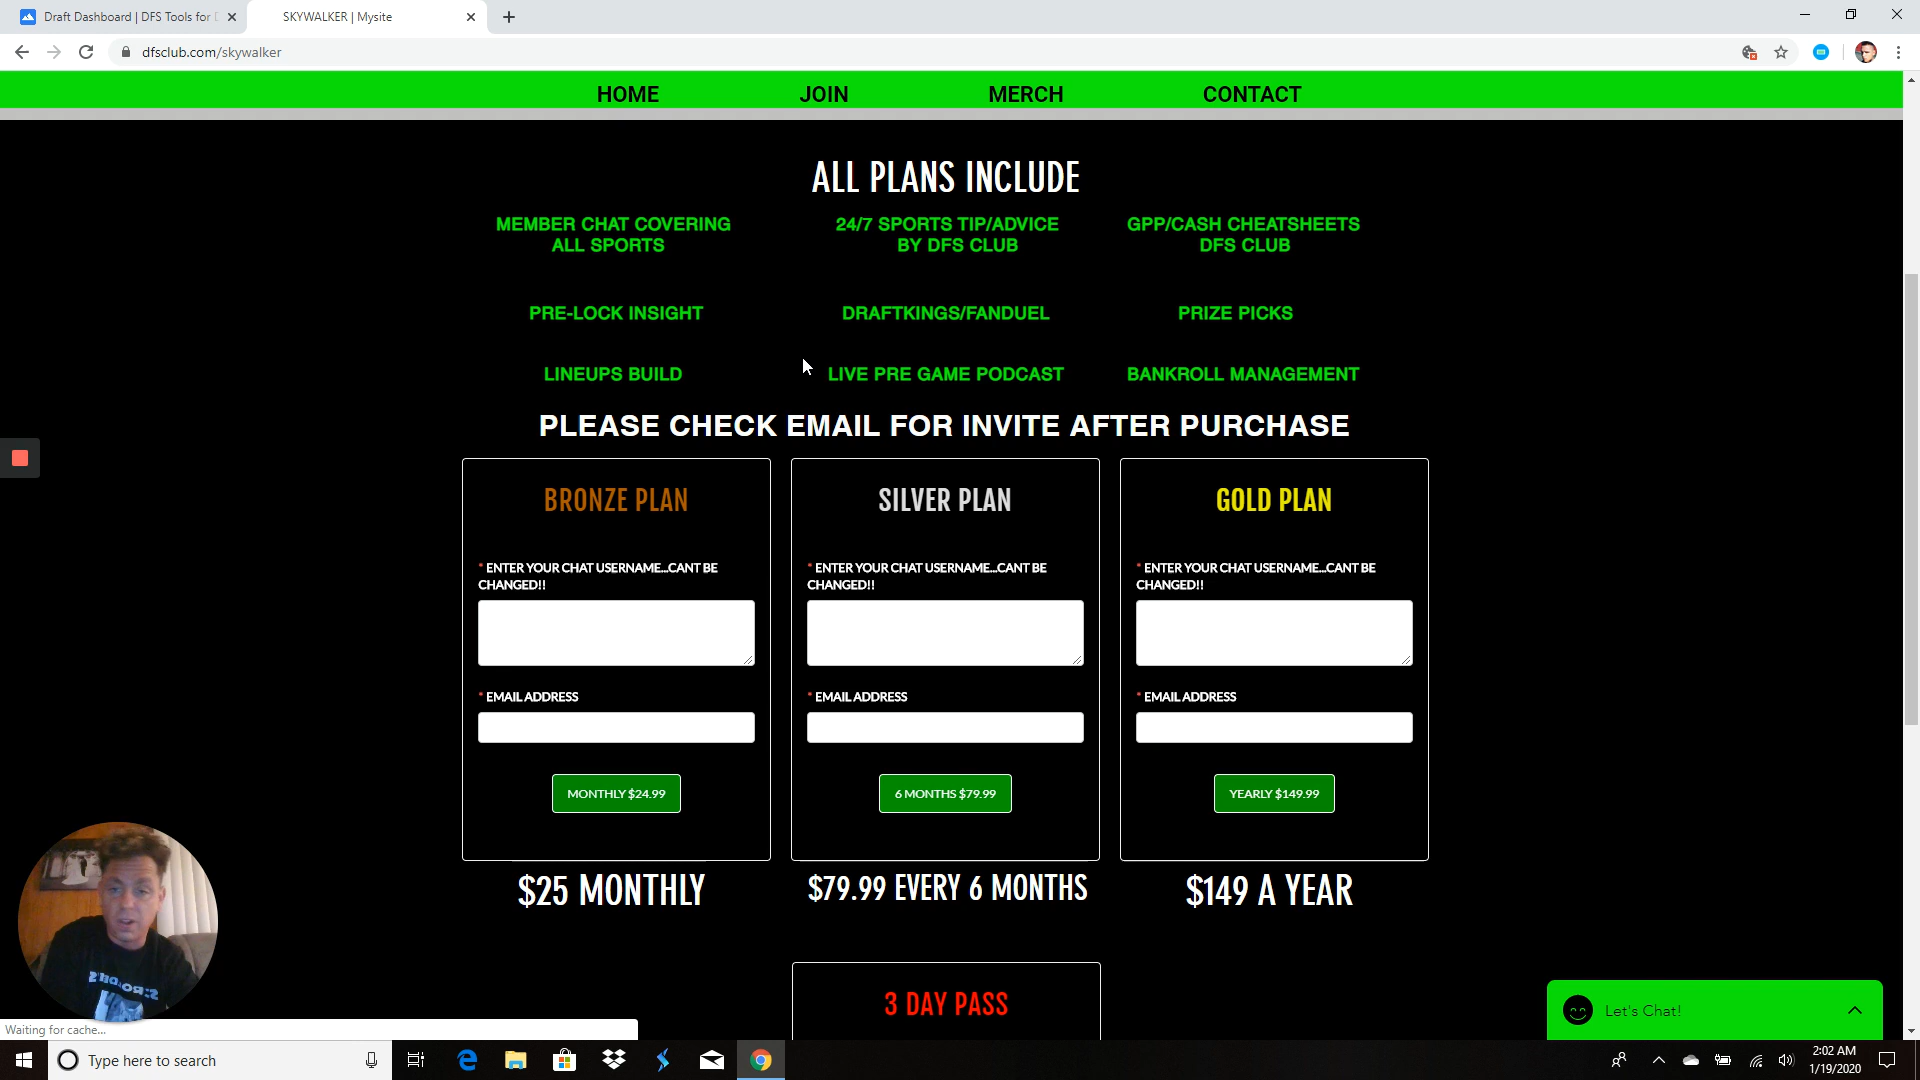 Draft Dashboard | DFS Tools for
SKYWALKER | Mysite
dfsclub.com/skywalker
HOME
JOIN
MERCH
CONTACT
ALL PLANS INCLUDE
MEMBER CHAT COVERING
ALL SPORTS
24/7 SPORTS TIP/ADVICE
BY DFS CLUB
GPP/CASH CHEATSHEETS
DFS CLUB
PRE-LOCK INSIGHT
DRAFTKINGS/FANDUEL
PRIZE PICKS
LINEUPS BUILD
LIVE PRE GAME PODCAST
BANKROLL MANAGEMENT
PLEASE CHECK EMAIL FOR INVITE AFTER PURCHASE
BRONZE PLAN
* ENTER YOUR CHAT USERNAME...CANT BE
CHANGED!!
* EMAIL ADDRESS
MONTHLY $24.99
$25 MONTHLY
SILVER PLAN
* ENTER YOUR CHAT USERNAME...CANT BE
CHANGED!!
* EMAIL ADDRESS
6 MONTHS $79.99
$79.99 EVERY 6 MONTHS
GOLD PLAN
* ENTER YOUR CHAT USERNAME...CANT BE
CHANGED!!
* EMAIL ADDRESS
YEARLY $149.99
$149 A YEAR
3 DAY PASS
Let's Chat!
Waiting for cache...
Type here to search
2:02 AM
1/19/2020